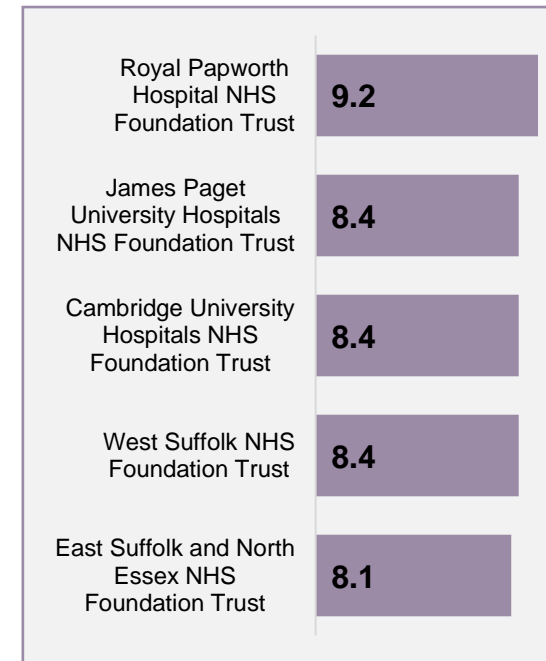 Royal Papworth
Hospital NHS
Foundation Trust
9.2
James Paget
University Hospitals
NHS Foundation Trust
8.4
Cambridge University
Hospitals NHS
Foundation Trust
8.4
West Suffolk NHS
Foundation Trust
8.4
East Suffolk and North
Essex NHS
Foundation Trust
8.1